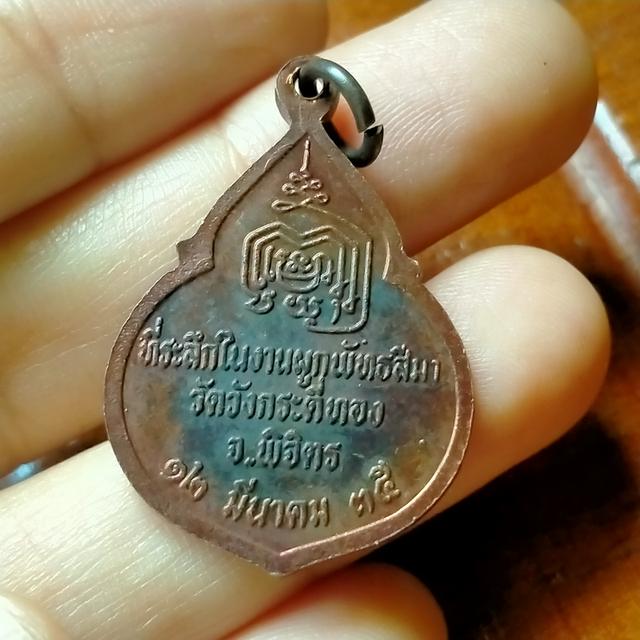 ที่ระลึกในงานผูกพัทธสีมา
วัดวังกระดี่ทอง
จ.พิจิตร
๑๒ มีนาคม ๓๕